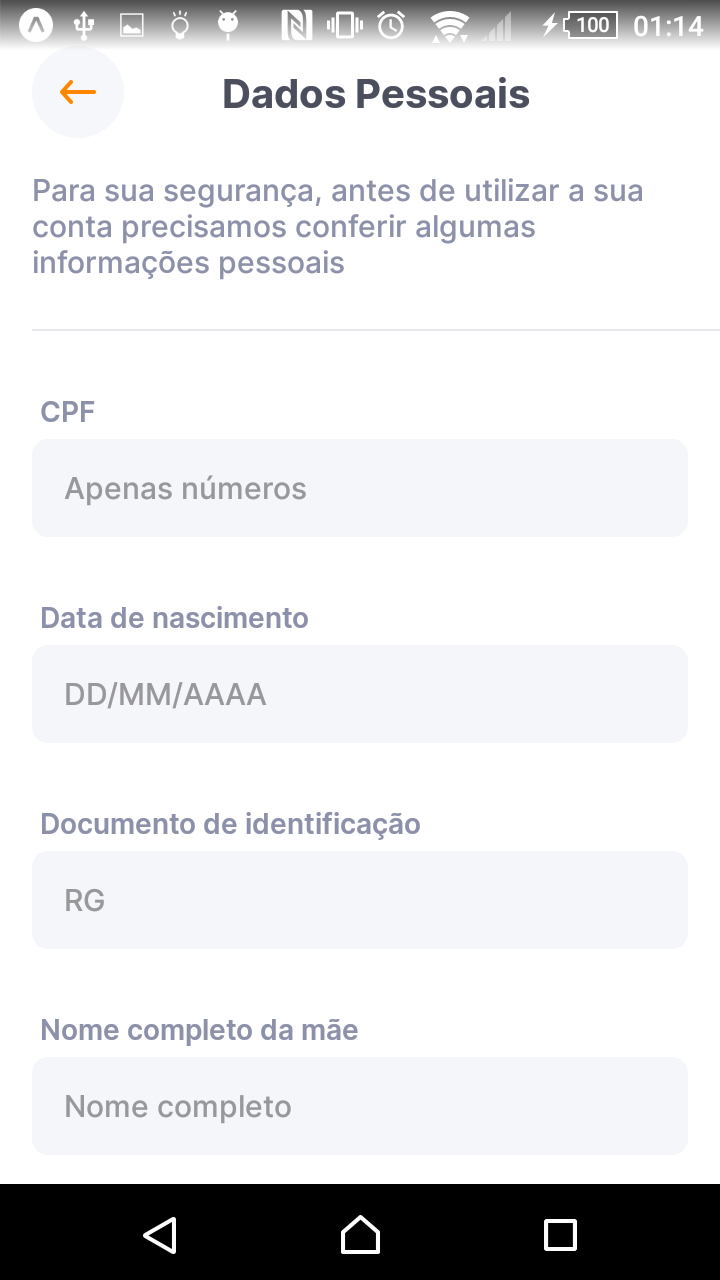 100 01:14
Dados Pessoais
Para sua segurança, antes de utilizar a sua
conta precisamos conferir algumas
informações pessoais
CPF
Apenas números
Data de nascimento
DD/MM/AAAA
Documento de identificação
RG
Nome completo da mãe
Nome completo